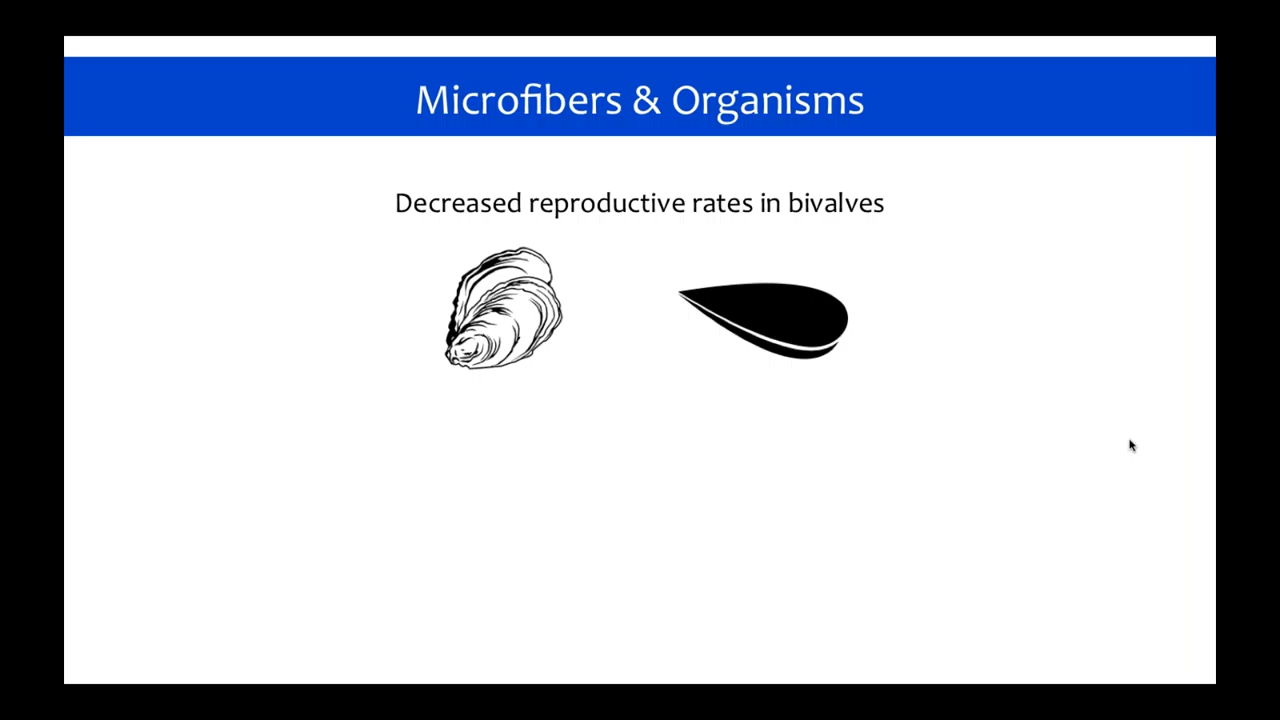 Microfibers & Organisms
Decreased reproductive rates in bivalves